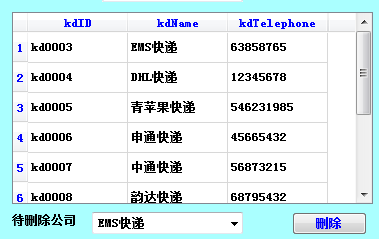 kdID kdName kdTelephone
1 kd0003 EMS快递 63858765
2 kd0004 DHL快递 12345678
3 kd0005 青苹果快递 546231985
4 kd0006 申通快递 45665432
5 kd0007 中通快递 56873215
6 kd0008 韵达快递 68795432
待删除公司 EMS快递 删除